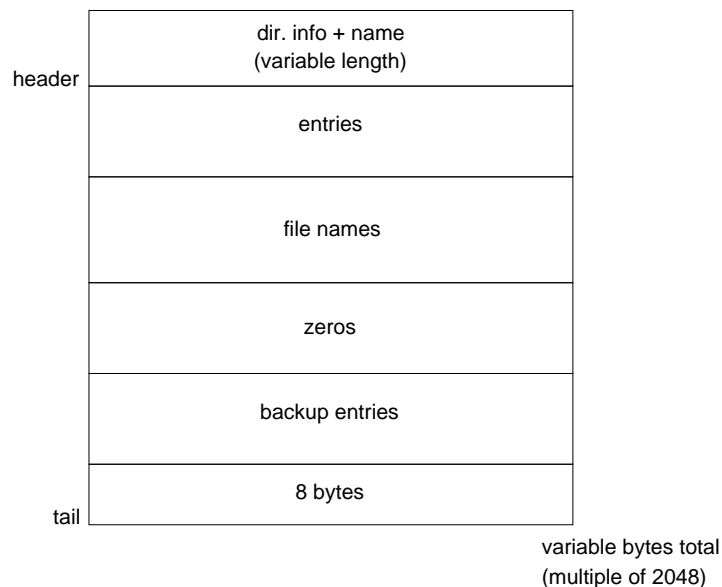 dir. info + name
(variable length)
header
entries
file names
zeros
backup entries
8 bytes
tail
variable bytes total
(multiple of 2048)